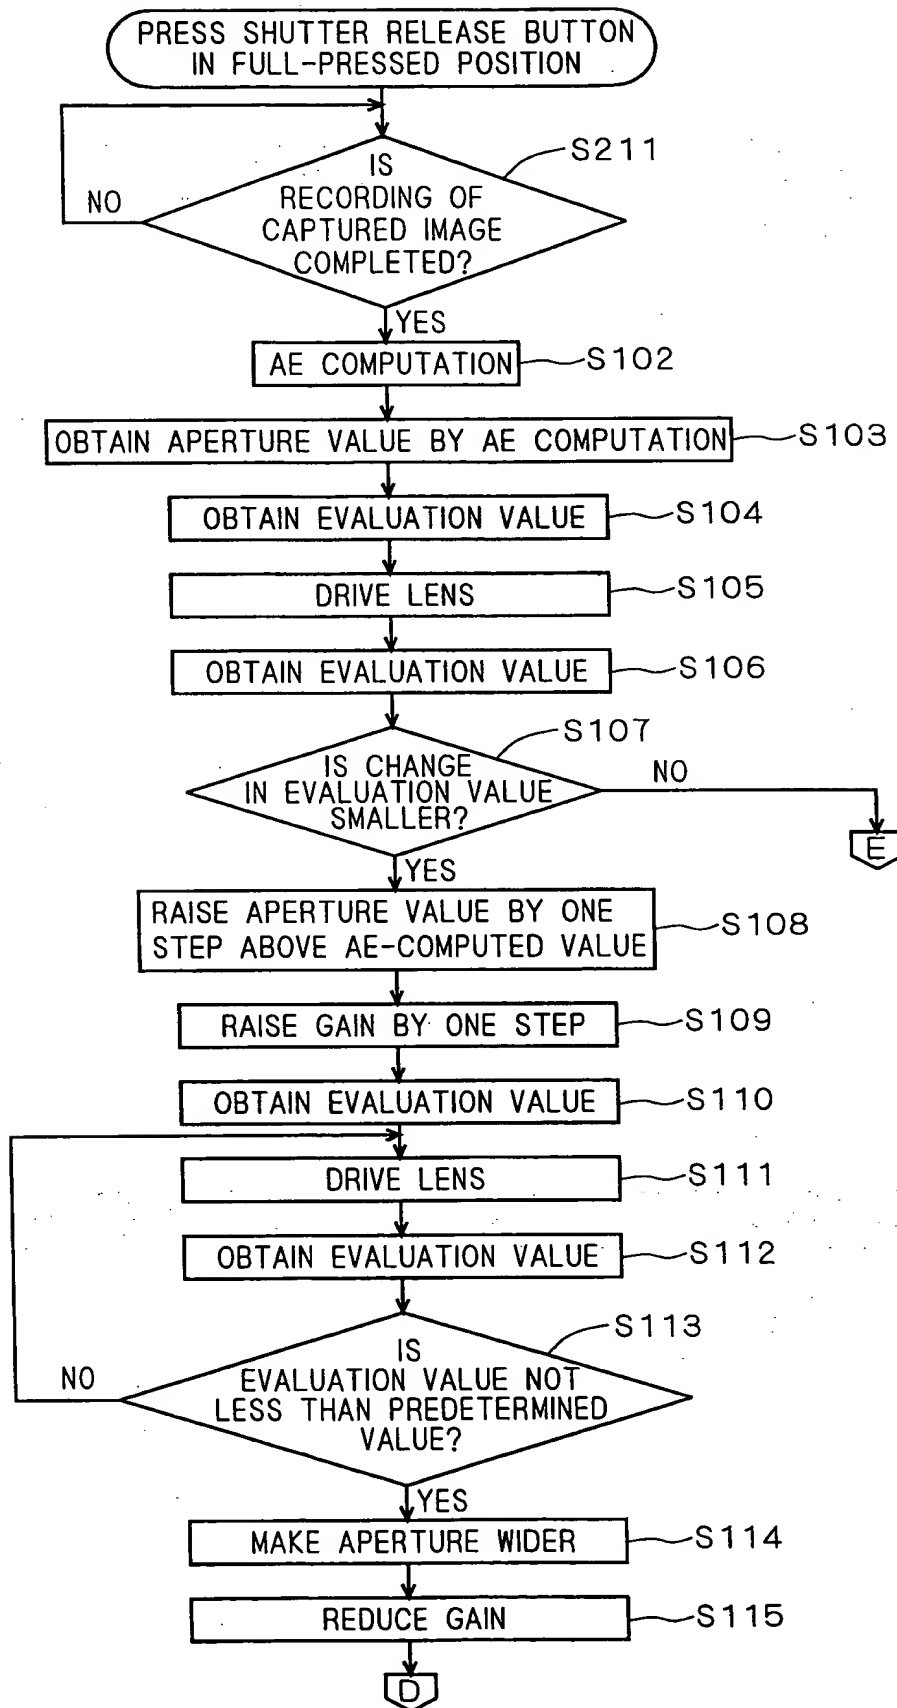 PRESS SHUTTER RELEASE BUTTON
IN FULL-PRESSED POSITION
S211
IS
RECORDING OF
CAPTURED IMAGE
COMPLETED?
NO
YES
AE COMPUTATION
S102
OBTAIN APERTURE VALUE BY AE COMPUTATION
S103
OBTAIN EVALUATION VALUE
S104
DRIVE LENS
S105
OBTAIN EVALUATION VALUE
S106
S107
IS CHANGE
IN EVALUATION VALUE
SMALLER?
NO
E
YES
RAISE APERTURE VALUE BY ONE
STEP ABOVE AE-COMPUTED VALUE
S108
RAISE GAIN BY ONE STEP
S109
OBTAIN EVALUATION VALUE
S110
DRIVE LENS
S111
OBTAIN EVALUATION VALUE
S112
S113
IS
EVALUATION VALUE NOT
LESS THAN PREDETERMINED
VALUE?
NO
YES
MAKE APERTURE WIDER
S114
REDUCE GAIN
S115
D